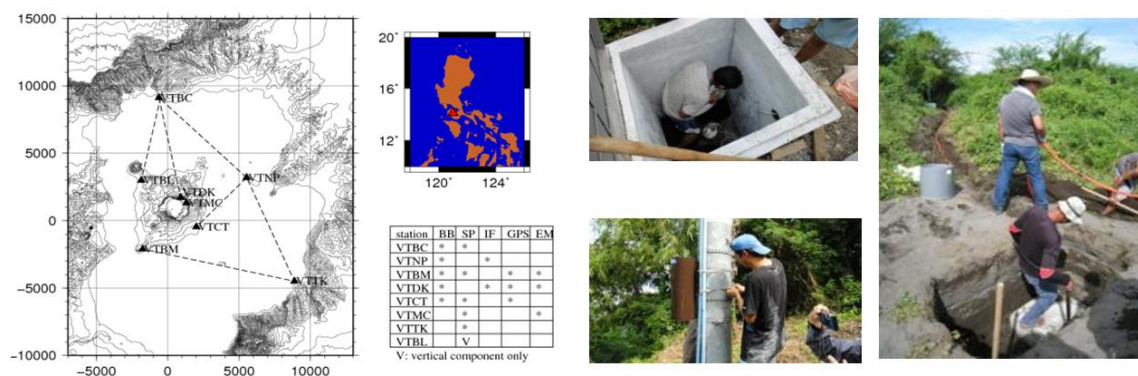 15000
10000
5000
0
−5000
−10000
−5000
0
5000
10000
VTBC
VTNP
VTBL
VTDK
VTMC
VTCT
VTBM
VTTK
20°
16°
12°
120°
124°
station BB SP IF GPS EM
VTBC * *
VTNP * *
VTBM * * * *
VTDK * * * *
VTCT * * *
VTMC * *
VTTK *
VTBL V
V: vertical component only